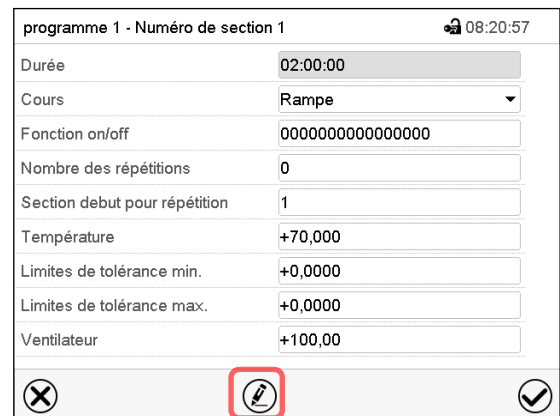 programme 1 - Numéro de section 1 08:20:57
Durée 02:00:00
Cours Rampe
Fonction on/off 0000000000000000
Nombre des répétitions 0
Section debut pour répétition 1
Température +70,000
Limites de tolérance min. +0,0000
Limites de tolérance max. +0,0000
Ventilateur +100,00